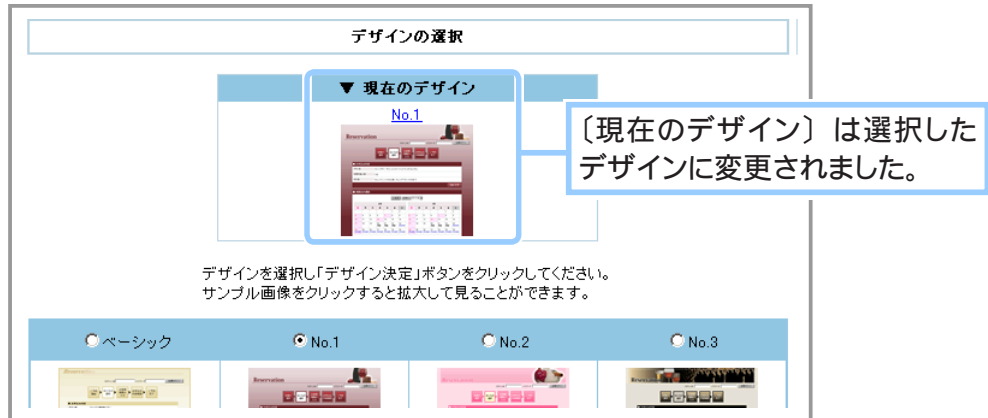 デザインの選択
▼ 現在のデザイン
No.1
Reservation
〔現在のデザイン〕は選択した
デザインに変更されました。
デザインを選択し「デザイン決定」ボタンをクリックしてください。
サンプル画像をクリックすると拡大して見ることができます。
ベーシック
No.1
No.2
No.3
Reservation